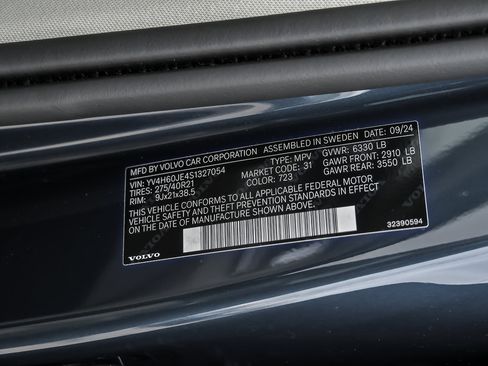 MFD BY VOLVO CAR CORPORATION ASSEMBLED IN SWEDEN DATE: 09/24
VIN: YV4H60JE4S1327054 TYPE: MPV GVWR: 6330 LB
TIRES: 275/40R21 MARKET CODE: 31 GAWR FRONT: 2910 LB
RIM: 9Jx21x38.5 COLOR: 723 GAWR REAR: 3550 LB
THIS VEHICLE CONFORMS TO ALL APPLICABLE FEDERAL MOTOR
VEHICLE SAFETY AND THEFT PREVENTION STANDARDS IN EFFECT
ON THE DATE OF MANUFACTURE SHOWN ABOVE.
32390594
VOLVO